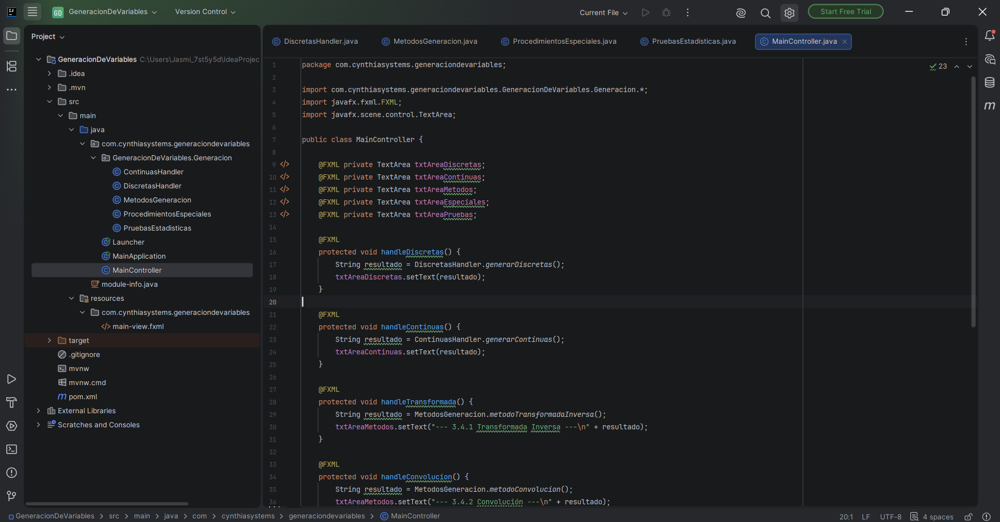 GD GeneracionDeVariables Version Control Current File Start Free Trial
Project
GeneracionDeVariables C:\Users\Jasmi_7st5y5d\IdeaProjec
.idea
.mvn
src
main
java
com.cynthiasystems.generaciondevariables
GeneracionDeVariables.Generacion
ContinuasHandler
DiscretasHandler
MetodosGeneracion
ProcedimientosEspeciales
PruebasEstadisticas
Launcher
MainApplication
MainController
module-info.java
resources
com.cynthiasystems.generaciondevariables
main-view.fxml
target
.gitignore
mvnw
mvnw.cmd
pom.xml
External Libraries
Scratches and Consoles
DiscretasHandler.java MetodosGeneracion.java ProcedimientosEspeciales.java PruebasEstadisticas.java MainController.java
23
1 package com.cynthiasystems.generaciondevariables;
2
3 import com.cynthiasystems.generaciondevariables.GeneracionDeVariables.Generacion.*;
4 import javafx.fxml.FXML;
5 import javafx.scene.control.TextArea;
6
7 public class MainController {
8
9 @FXML private TextArea txtAreaDiscretas;
10 @FXML private TextArea txtAreaContinuas;
11 @FXML private TextArea txtAreaMetodos;
12 @FXML private TextArea txtAreaEspeciales;
13 @FXML private TextArea txtAreaPruebas;
14
15 @FXML
16 protected void handleDiscretas() {
17 String resultado = DiscretasHandler.generarDiscretas();
18 txtAreaDiscretas.setText(resultado);
19 }
20
21 @FXML
22 protected void handleContinuas() {
23 String resultado = ContinuasHandler.generarContinuas();
24 txtAreaContinuas.setText(resultado);
25 }
26
27 @FXML
28 protected void handleTransformada() {
29 String resultado = MetodosGeneracion.metodoTransformadaInversa();
30 txtAreaMetodos.setText("--- 3.4.1 Transformada Inversa ---\n" + resultado);
31 }
32
33 @FXML
34 protected void handleConvolucion() {
35 String resultado = MetodosGeneracion.metodoConvolucion();
36 txtAreaMetodos.setText("--- 3.4.2 Convolución ---\n" + resultado);
GeneracionDeVariables > src > main > java > com > cynthiasystems > generaciondevariables > MainController
20:1 LF UTF-8 4 spaces